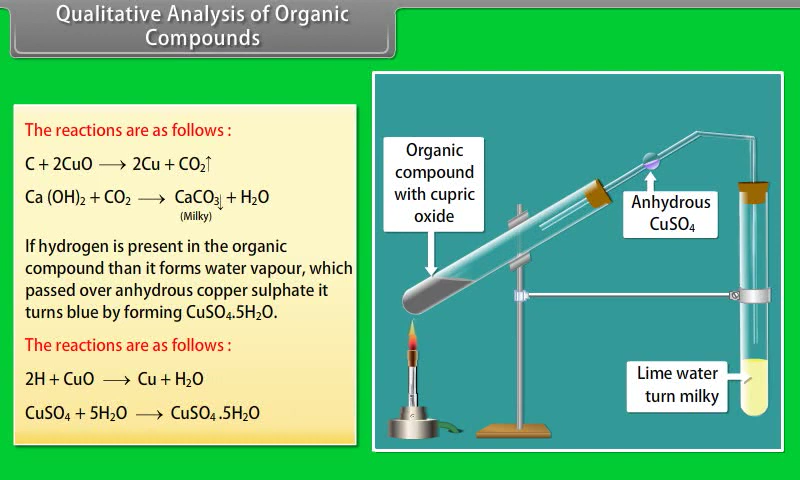 Qualitative Analysis of Organic
Compounds
The reactions are as follows :
C + 2CuO ⟶ 2Cu + CO₂↑
Ca (OH)₂ + CO₂ ⟶ CaCO₃↓ + H₂O
(Milky)
If hydrogen is present in the organic
compound than it forms water vapour, which
passed over anhydrous copper sulphate it
turns blue by forming CuSO₄.5H₂O.
The reactions are as follows :
2H + CuO ⟶ Cu + H₂O
CuSO₄ + 5H₂O ⟶ CuSO₄.5H₂O
Organic
compound
with cupric
oxide
Anhydrous
CuSO₄
Lime water
turn milky